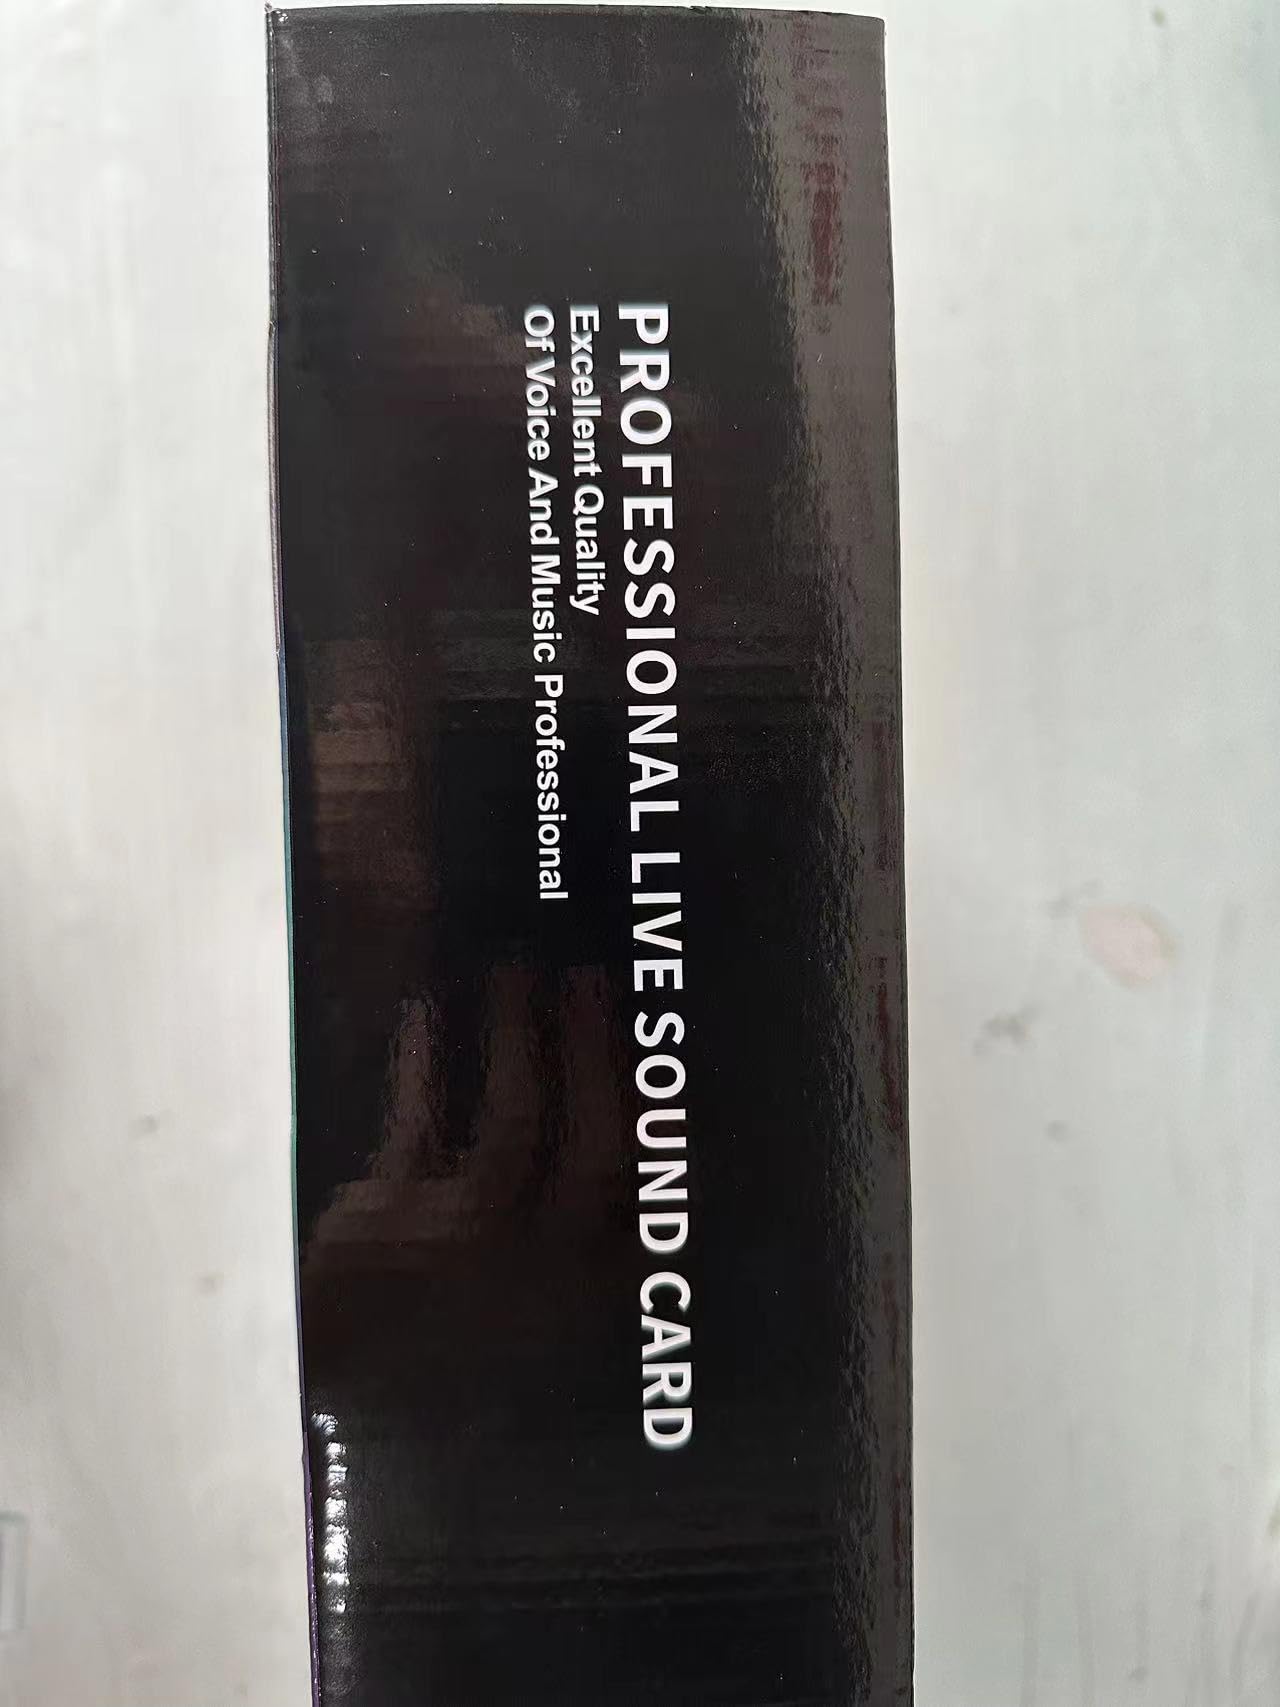 PROFESSIONAL LIVE SOUND CARD
Excellent Quality
Of Voice And Music Professional